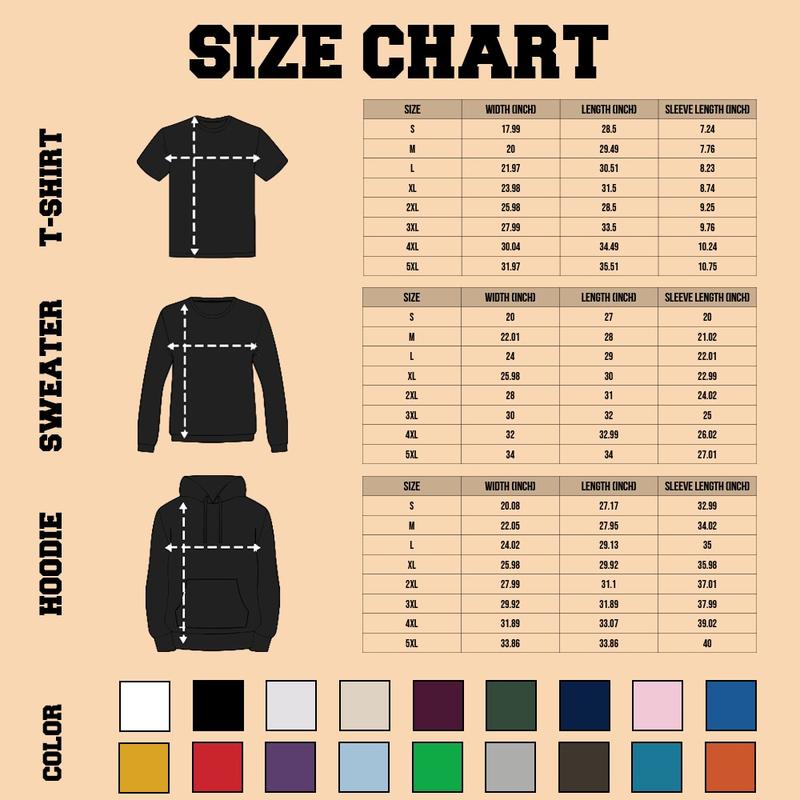 SIZE CHART
T-SHIRT
SIZE WIDTH (INCH) LENGTH (INCH) SLEEVE LENGTH (INCH)
S 17.99 28.5 7.24
M 20 29.49 7.76
L 21.97 30.51 8.23
XL 23.98 31.5 8.74
2XL 25.98 28.5 9.25
3XL 27.99 33.5 9.76
4XL 30.04 34.49 10.24
5XL 31.97 35.51 10.75
SWEATER
SIZE WIDTH (INCH) LENGTH (INCH) SLEEVE LENGTH (INCH)
S 20 27 20
M 22.01 28 21.02
L 24 29 22.01
XL 25.98 30 22.99
2XL 28 31 24.02
3XL 30 32 25
4XL 32 32.99 26.02
5XL 34 34 27.01
HOODIE
SIZE WIDTH (INCH) LENGTH (INCH) SLEEVE LENGTH (INCH)
S 20.08 27.17 32.99
M 22.05 27.95 34.02
L 24.02 29.13 35
XL 25.98 29.92 35.98
2XL 27.99 31.1 37.01
3XL 29.92 31.89 37.99
4XL 31.89 33.07 39.02
5XL 33.86 33.86 40
COLOR